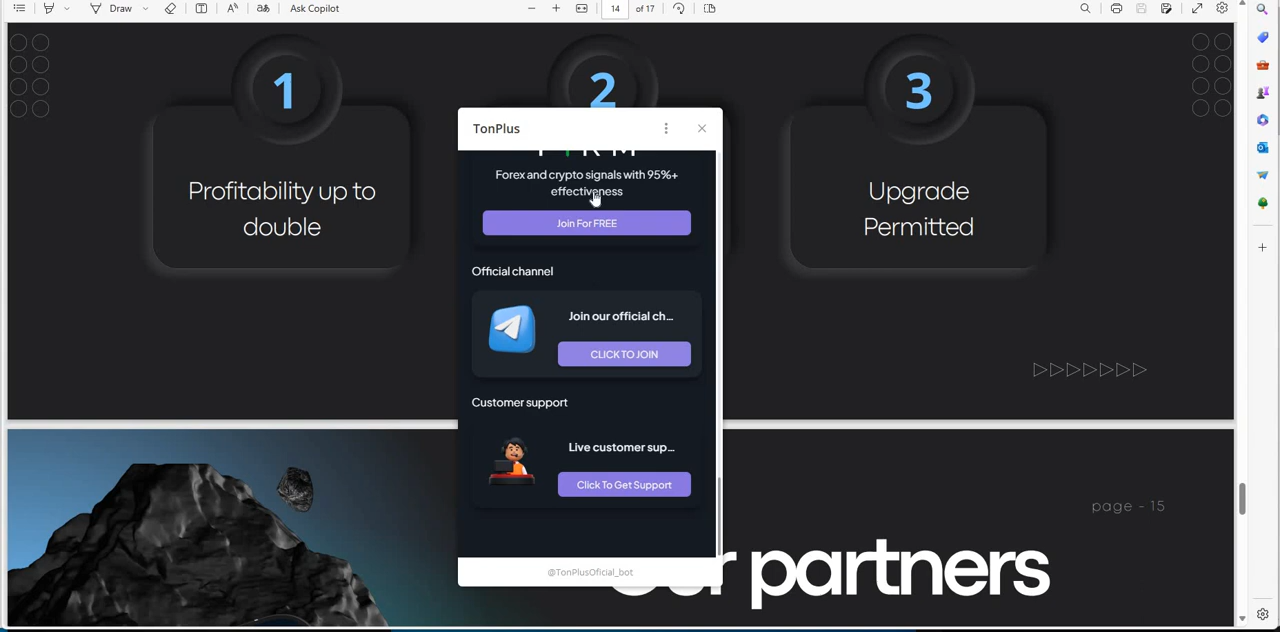 Draw
Ask Copilot
14
of 17
1
2
3
Profitability up to
double
Upgrade
Permitted
TonPlus
Forex and crypto signals with 95%+
effectiveness
Join For FREE
Official channel
Join our official ch...
CLICK TO JOIN
Customer support
Live customer sup...
Click To Get Support
@TonPlusOficial_bot
page - 15
partners